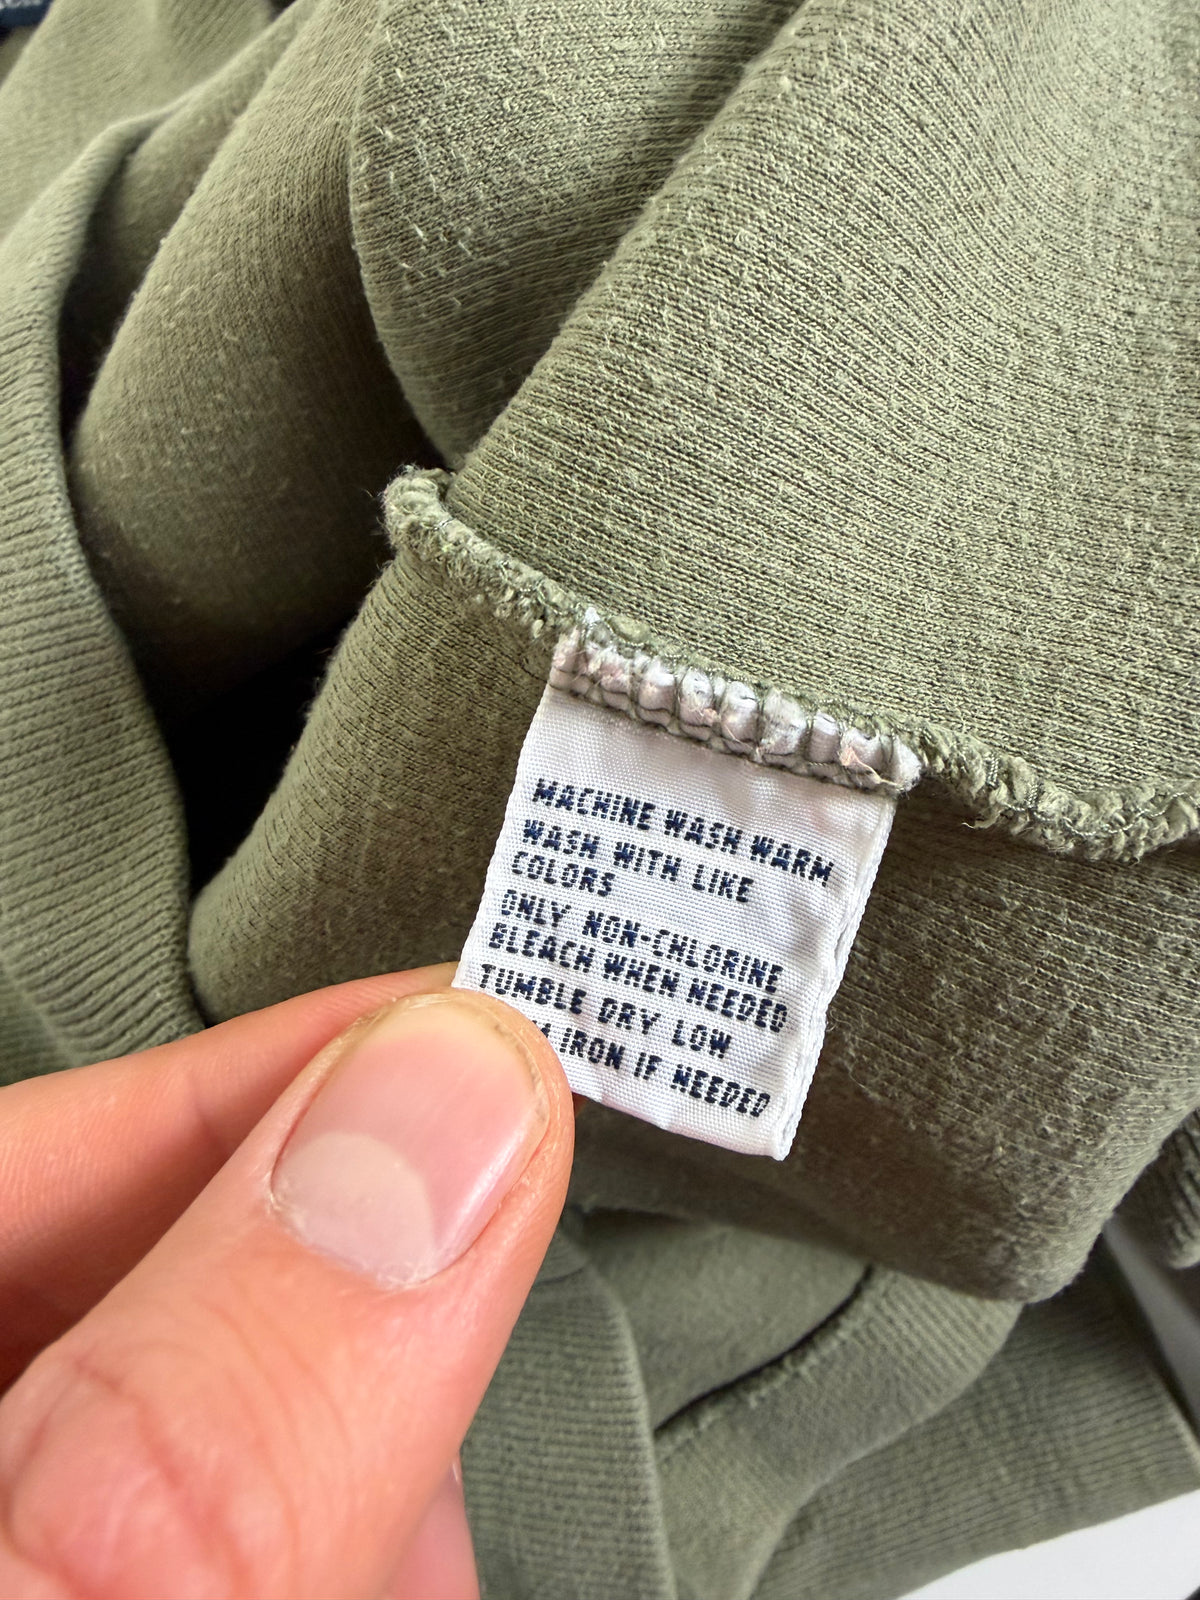 MACHINE WASH WARM
WASH WITH LIKE
COLORS
ONLY NON-CHLORINE
BLEACH WHEN NEEDED
TUMBLE DRY LOW
IRON IF NEEDED